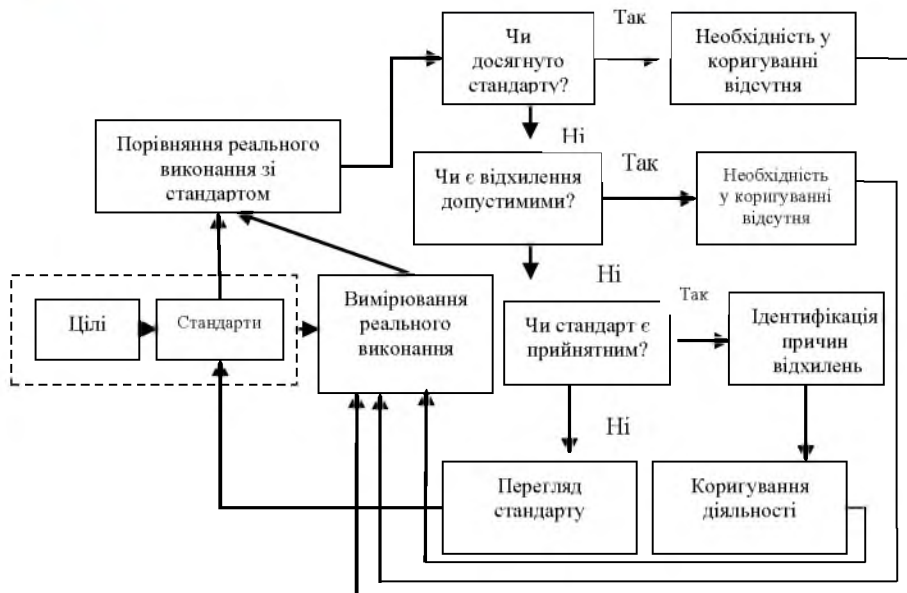 Чи
досягнуто
стандарту?
Так
Необхідність у
коригуванні
відсутня
Ні
Порівняння реального
виконання зі
стандартом
Чи є відхилення
допустимими?
Так
Необхідність
у коригуванні
відсутня
Ні
Цілі
Стандарти
Вимірювання
реального
виконання
Чи стандарт є
прийнятним?
Так
Ідентифікація
причин
відхилень
Ні
Перегляд
стандарту
Коригування
діяльності